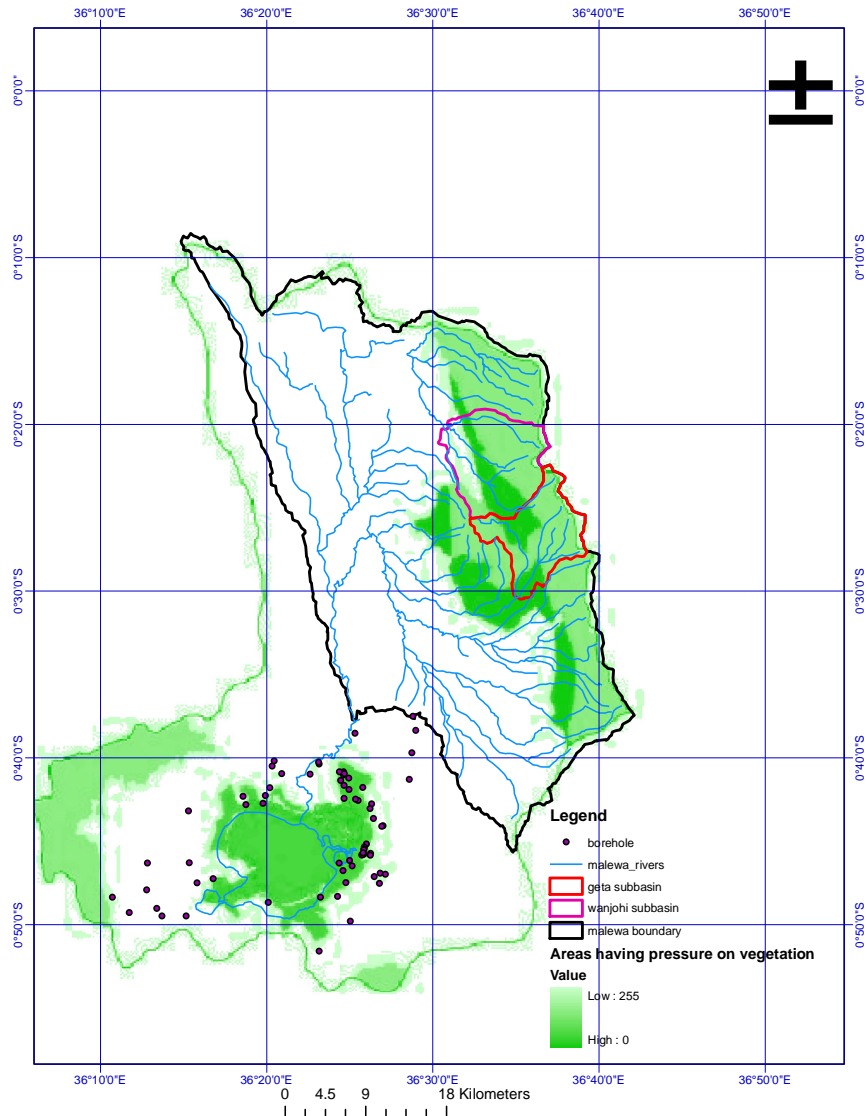 36°10'0"E 36°20'0"E 36°30'0"E 36°40'0"E 36°50'0"E
0°0'0" 0°0'0"
0°10'0"S 0°10'0"S
0°20'0"S 0°20'0"S
0°30'0"S 0°30'0"S
0°40'0"S 0°40'0"S
0°50'0"S 0°50'0"S
Legend
borehole
malewa_rivers
geta subbasin
wanjohi subbasin
malewa boundary
Areas having pressure on vegetation
Value
Low : 255
High : 0
36°10'0"E 36°20'0"E 36°30'0"E 36°40'0"E 36°50'0"E
0 4.5 9 18 Kilometers